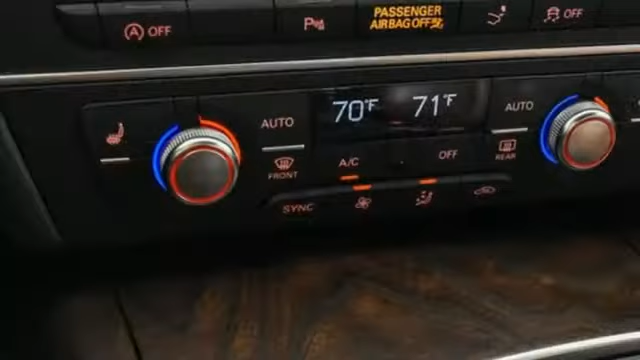 OFF
P
PASSENGER
AIRBAG OFF
OFF
AUTO
70°F
71°F
AUTO
FRONT
A/C
OFF
REAR
SYNC